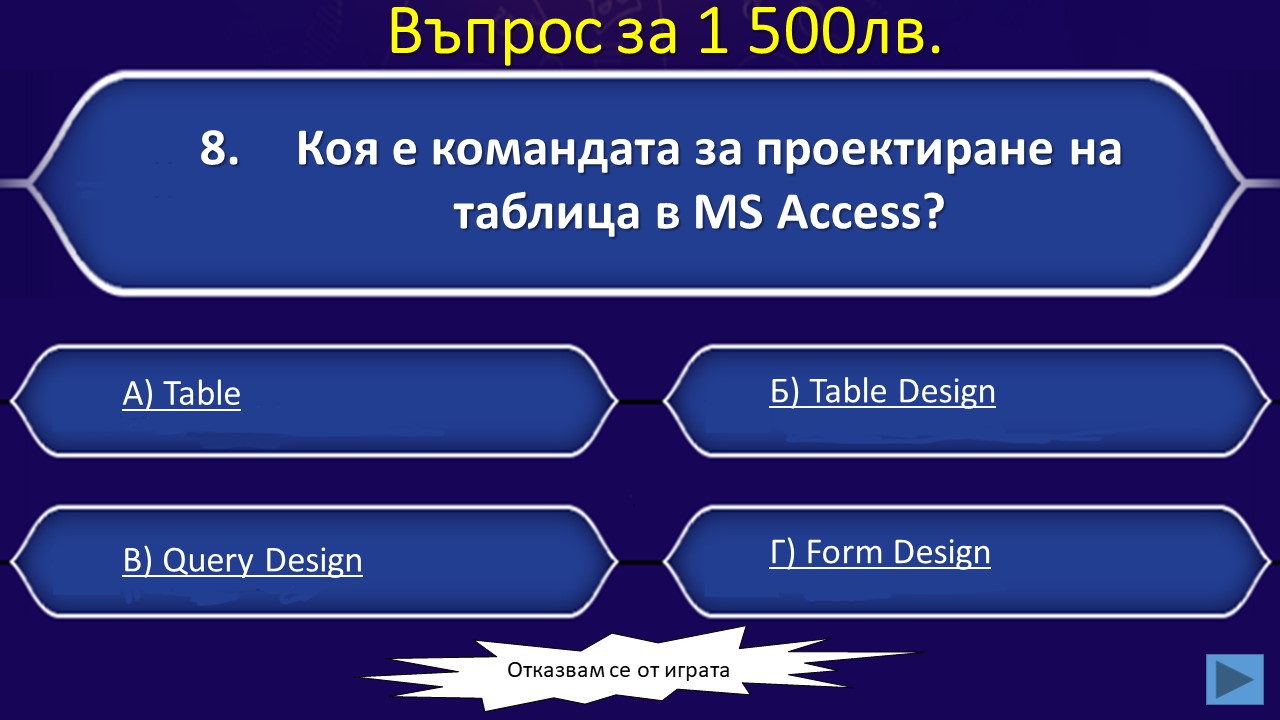 Въпрос за 1 500лв.
8. Коя е командата за проектиране на
таблица в MS Access?
А) Table
Б) Table Design
В) Query Design
Г) Form Design
Отказвам се от играта